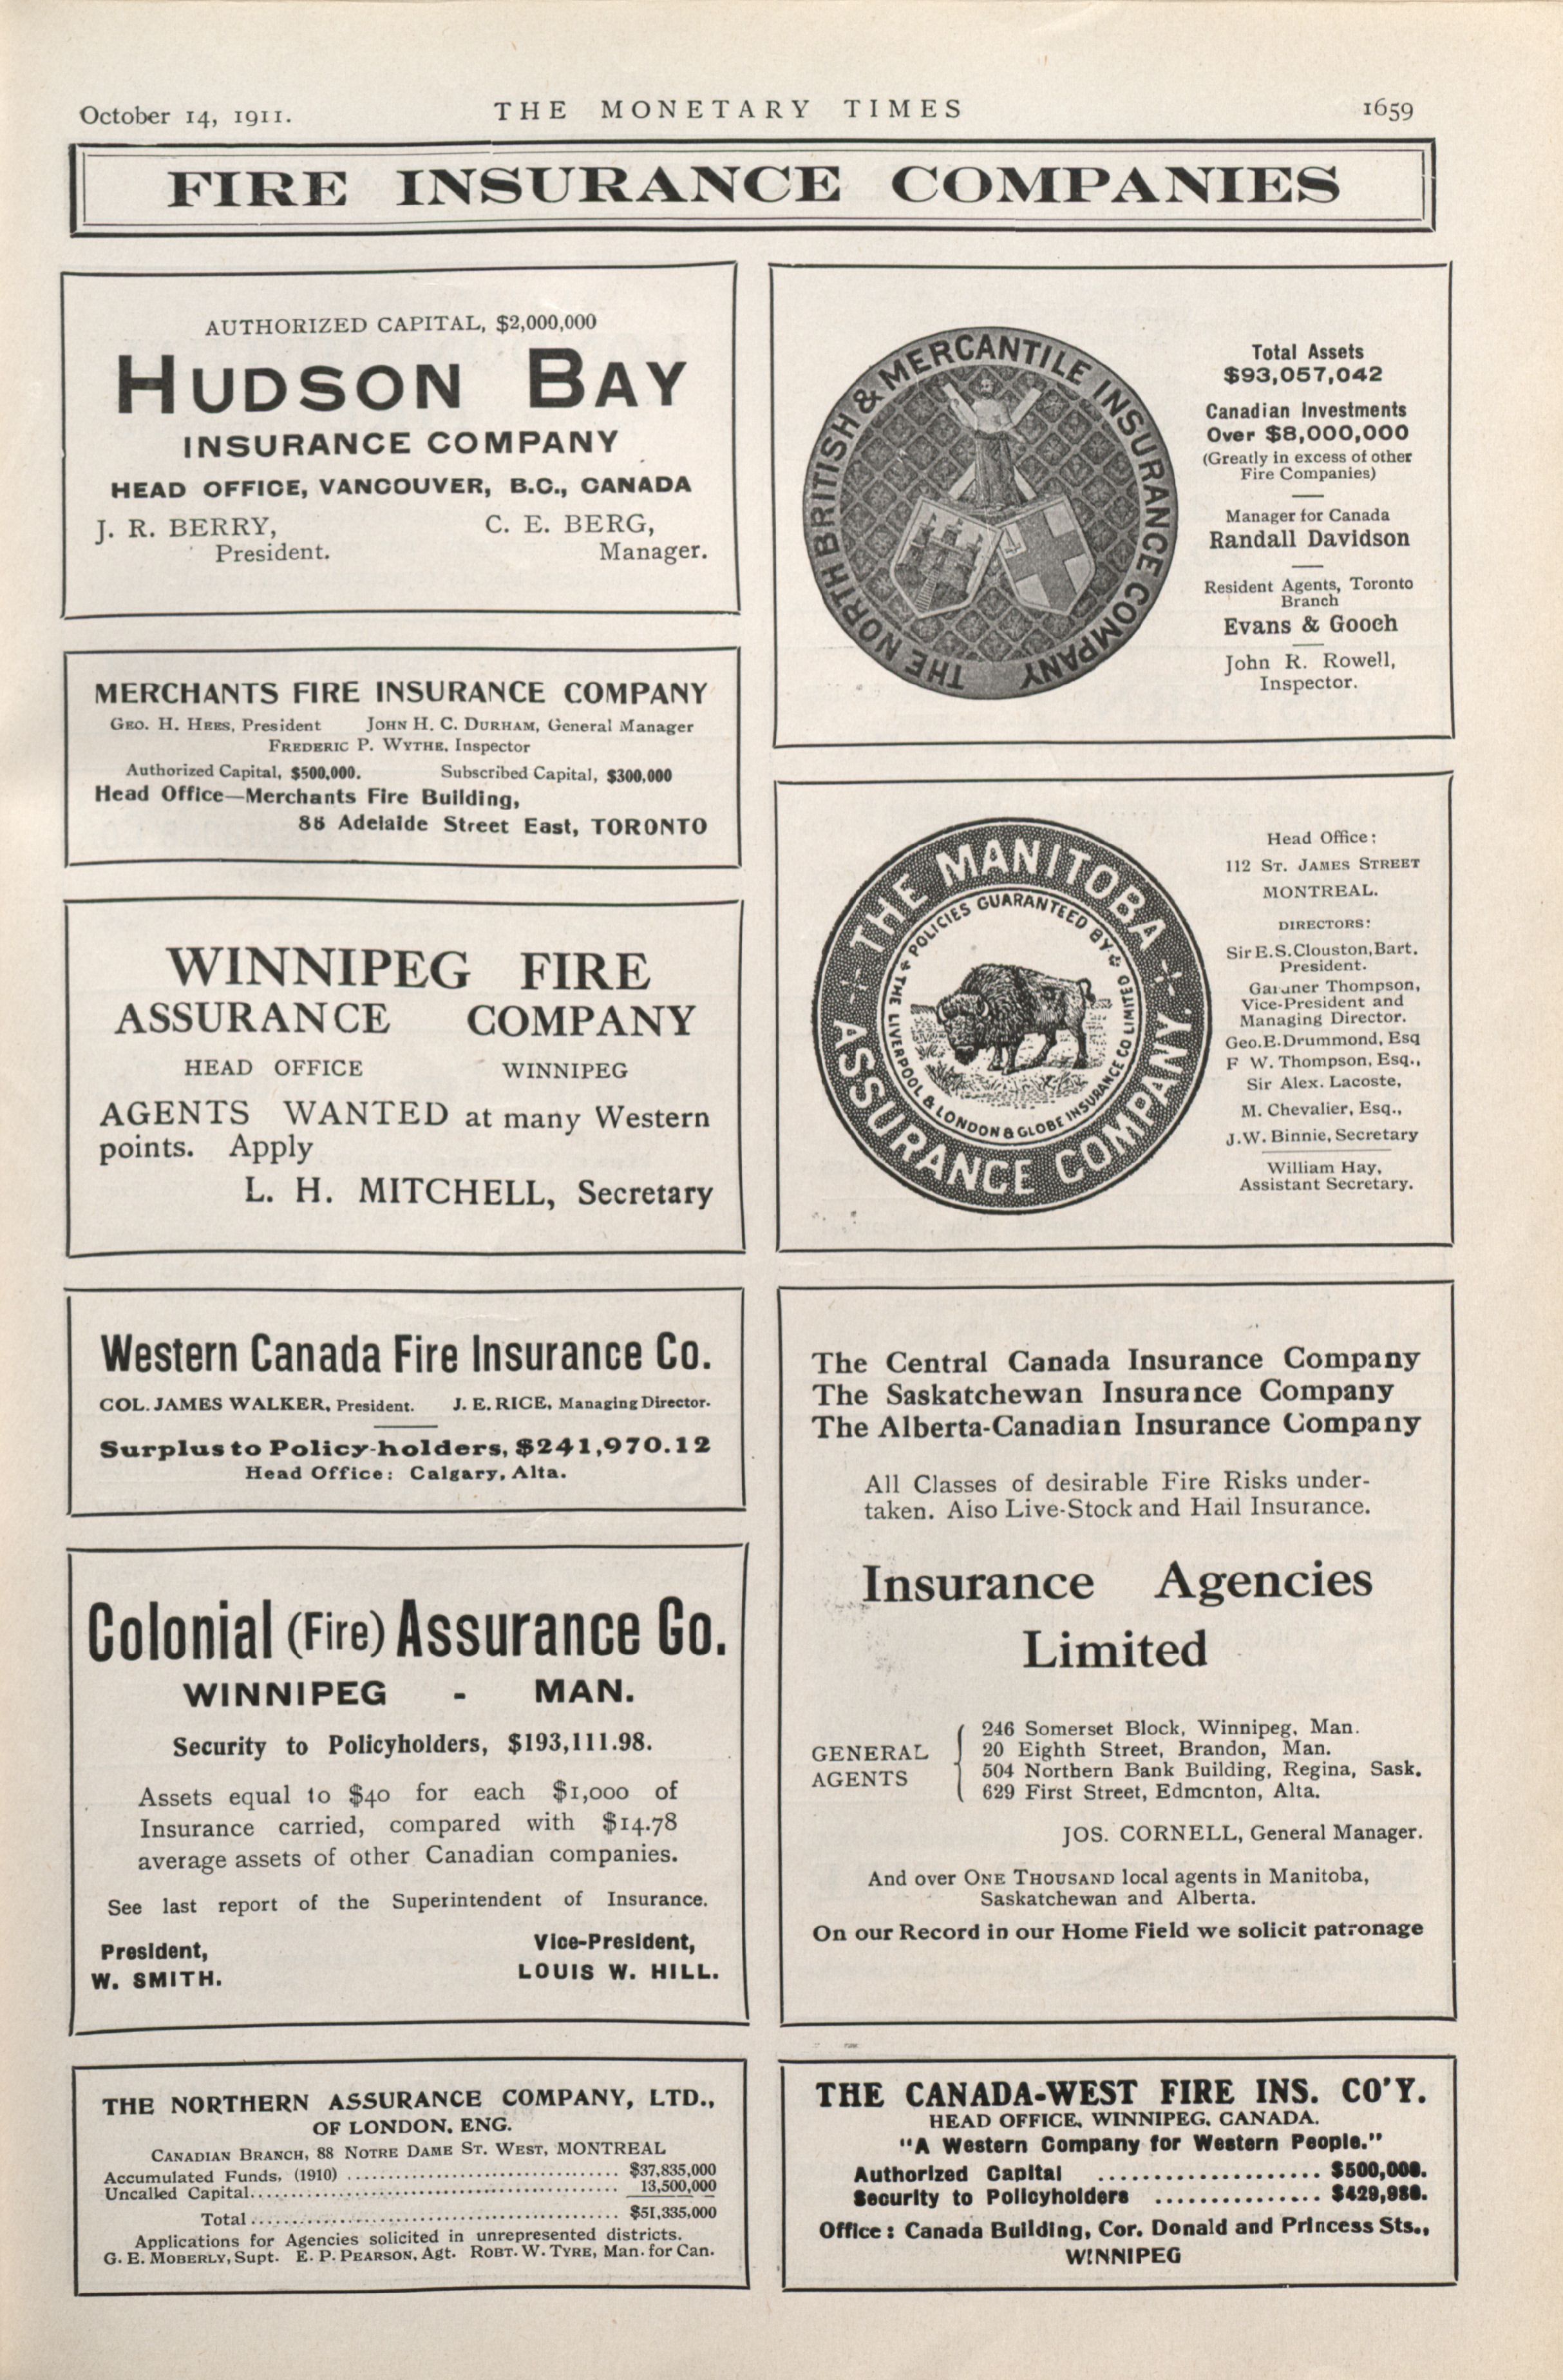 October 14, 1911.
THE MONETARY TIMES
1659
FIRE INSURANCE COMPANIES
AUTHORIZED CAPITAL, $2,000,000
HUDSON BAY
INSURANCE COMPANY
HEAD OFFICE, VANCOUVER, B.C., CANADA
J. R. BERRY,
President.
C. E. BERG,
Manager.
MERCHANTS FIRE INSURANCE COMPANY
GEO. H. HEES, President JOHN H. C. DURHAM, General Manager
FREDERIC P. WYTHE, Inspector
Authorized Capital, $500,000. Subscribed Capital, $300,000
Head Office—Merchants Fire Building,
Adelaide Street East, TORONTO
WINNIPEG FIRE
ASSURANCE COMPANY
HEAD OFFICE WINNIPEG
AGENTS WANTED at many Western
points. Apply
L. H. MITCHELL, Secretary
Western Canada Fire Insurance Co.
COL. JAMES WALKER, President. J. E. RICE, Managing Director.
Surplus to Policy-holders, $241,970.12
Head Office: Calgary, Alta.
Colonial (Fire) Assurance Co.
WINNIPEG - MAN.
Security to Policyholders, $193,111.98.
Assets equal to $40 for each $1,000 of
Insurance carried, compared with $14.78
average assets of other Canadian companies.
See last report of the Superintendent of Insurance.
President,
W. SMITH.
Vice-President,
LOUIS W. HILL.
THE NORTHERN ASSURANCE COMPANY, LTD.,
OF LONDON, ENG.
CANADIAN BRANCH, 88 NOTRE DAME ST. WEST, MONTREAL
Accumulated Funds, (1910) ........ $37,835,000
Uncalled Capital........ 13,500,000
Total ........ $51,335,000
Applications for Agencies solicited in unrepresented districts.
G. E. MOBERLY, Supt. E. P. PEARSON, Agt. ROBT. W. TYRE, Man. for Can.
THE NORTH BRITISH & MERCANTILE INSURANCE COMPANY
Total Assets
$93,057,042
Canadian Investments
Over $8,000,000
(Greatly in excess of other
Fire Companies)
Manager for Canada
Randall Davidson
Resident Agents, Toronto
Branch
Evans & Gooch
John R. Rowell,
Inspector.
THE MANITOBA
ASSURANCE COMPANY.
POLICIES GUARANTEED BY
THE LIVERPOOL & LONDON & GLOBE INSURANCE CO LIMITED
Head Office:
112 ST. JAMES STREET
MONTREAL.
DIRECTORS:
Sir E. S. Clouston, Bart.
President.
Gardner Thompson,
Vice-President and
Managing Director.
Geo. E. Drummond, Esq
F W. Thompson, Esq.,
Sir Alex. Lacoste,
M. Chevalier, Esq.,
J. W. Binnie, Secretary
William Hay,
Assistant Secretary.
The Central Canada Insurance Company
The Saskatchewan Insurance Company
The Alberta-Canadian Insurance Company
All Classes of desirable Fire Risks under-
taken. Also Live-Stock and Hail Insurance.
Insurance Agencies
Limited
GENERAL
AGENTS
246 Somerset Block, Winnipeg, Man.
20 Eighth Street, Brandon, Man.
504 Northern Bank Building, Regina, Sask.
629 First Street, Edmonton, Alta.
JOS. CORNELL, General Manager.
And over ONE THOUSAND local agents in Manitoba,
Saskatchewan and Alberta.
On our Record in our Home Field we solicit patronage
THE CANADA-WEST FIRE INS. CO'Y.
HEAD OFFICE, WINNIPEG, CANADA.
"A Western Company for Western People."
Authorized Capital ........ $500,000.
Security to Policyholders ........
Office: Canada Building, Cor. Donald and Princess Sts.,
WINNIPEG